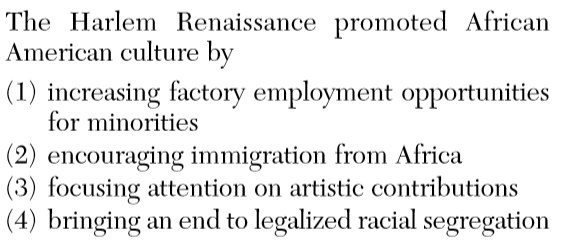 The Harlem Renaissance promoted African
American culture by
(1) increasing factory employment opportunities
for minorities
(2) encouraging immigration from Africa
(3) focusing attention on artistic contributions
(4) bringing an end to legalized racial segregation